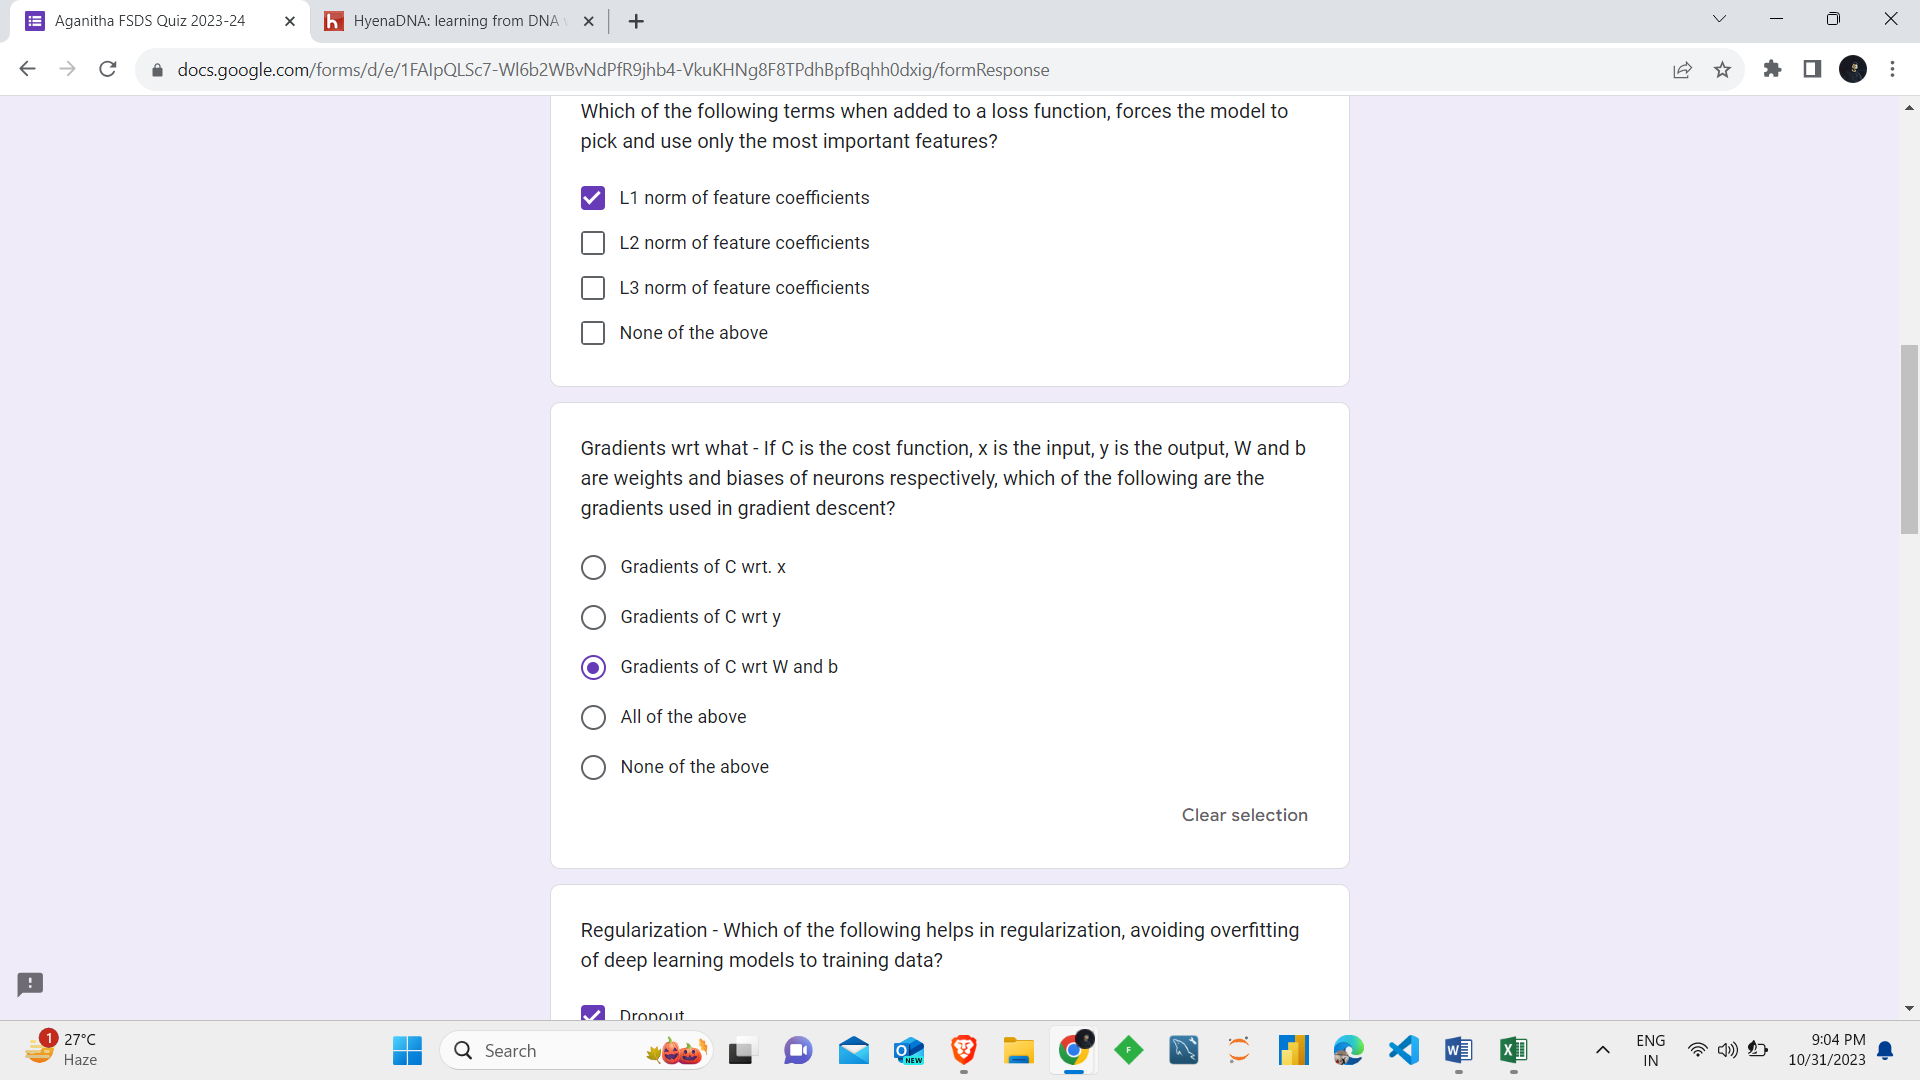 Aganitha FSDS Quiz 2023-24
HyenaDNA: learning from DNA
docs.google.com/forms/d/e/1FAIpQLSc7-Wl6b2WBvNdPfR9jhb4-VkuKHNg8F8TPdhBpfBqhh0dxig/formResponse
Which of the following terms when added to a loss function, forces the model to
pick and use only the most important features?
L1 norm of feature coefficients
L2 norm of feature coefficients
L3 norm of feature coefficients
None of the above
Gradients wrt what - If C is the cost function, x is the input, y is the output, W and b
are weights and biases of neurons respectively, which of the following are the
gradients used in gradient descent?
Gradients of C wrt. x
Gradients of C wrt y
Gradients of C wrt W and b
All of the above
None of the above
Clear selection
Regularization - Which of the following helps in regularization, avoiding overfitting
of deep learning models to training data?
Dropout
1
27°C
Haze
Search
NEW
ENG
IN
9:04 PM
10/31/2023